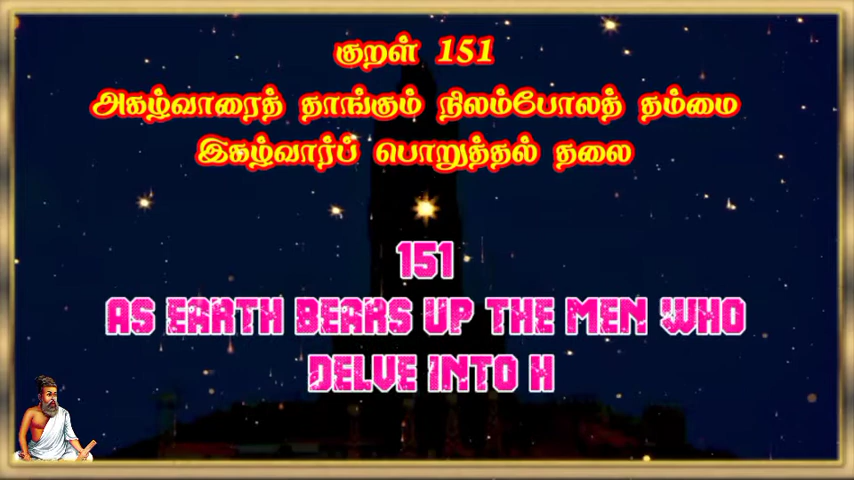 குறள் 151
அகழ்வாரைத் தாங்கும் நிலம்போலத் தம்மை
இகழ்வார்ப் பொறுத்தல் தலை
151
AS EARTH BEARS UP THE MEN WHO
DELVE INTO H